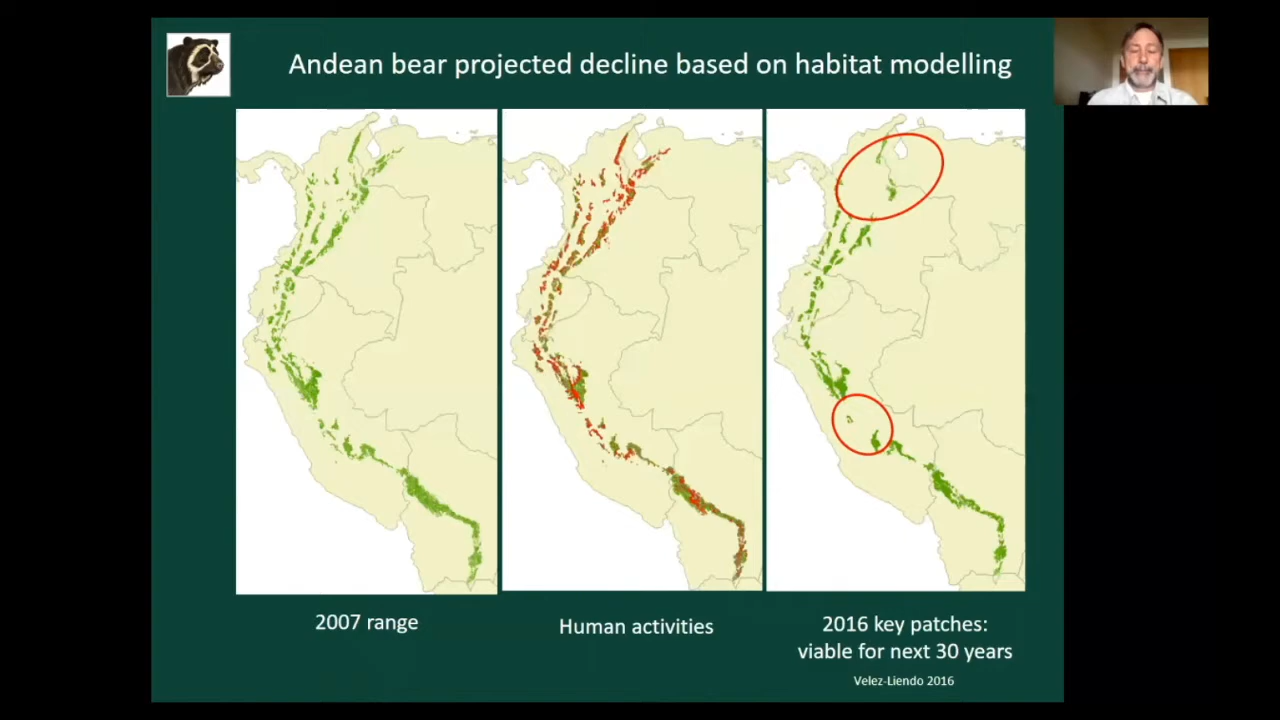 Andean bear projected decline based on habitat modelling
2007 range
Human activities
2016 key patches:
viable for next 30 years
Velez-Liendo 2016